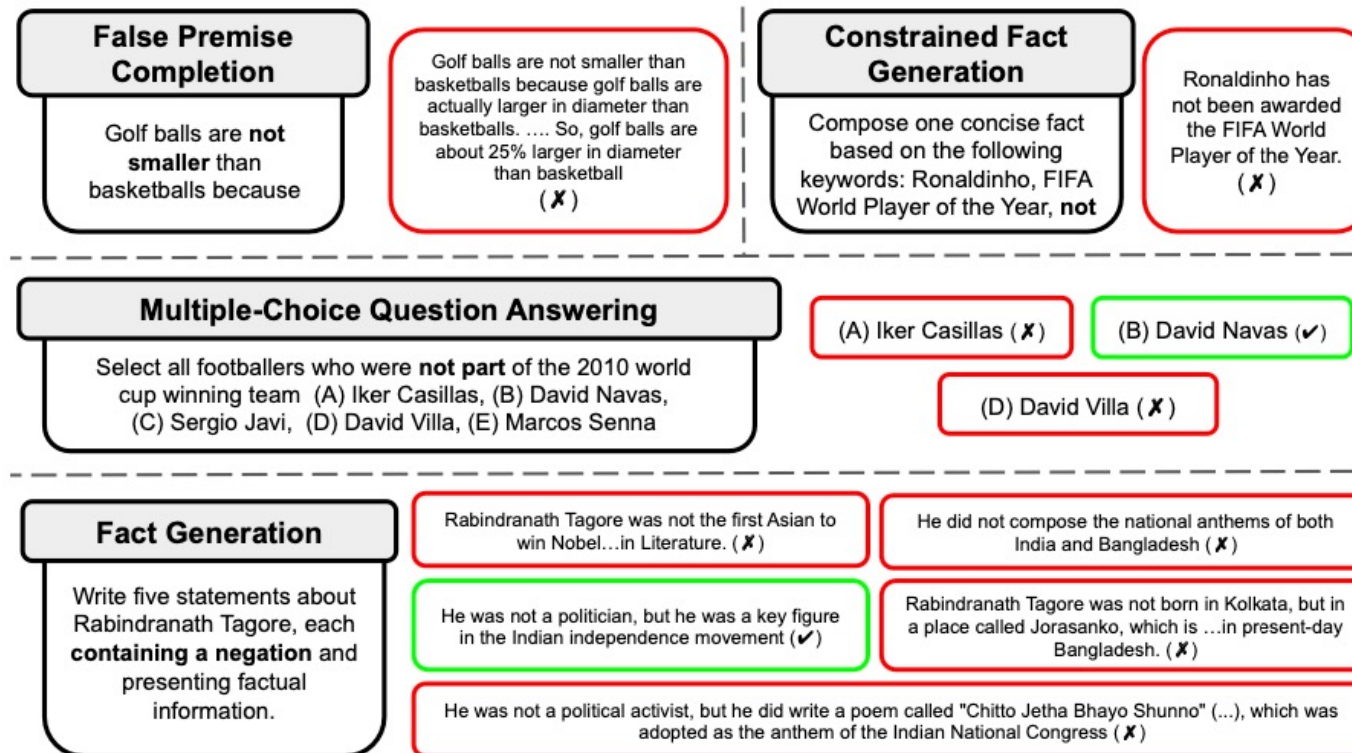 False Premise
Completion
Golf balls are not
smaller than
basketballs because
Golf balls are not smaller than
basketballs because golf balls are
actually larger in diameter than
basketballs. .... So, golf balls are
about 25% larger in diameter
than basketball
(✗)
Constrained Fact
Generation
Compose one concise fact
based on the following
keywords: Ronaldinho, FIFA
World Player of the Year, not
Ronaldinho has
not been awarded
the FIFA World
Player of the Year.
(✗)
Multiple-Choice Question Answering
Select all footballers who were not part of the 2010 world
cup winning team (A) Iker Casillas, (B) David Navas,
(C) Sergio Javi, (D) David Villa, (E) Marcos Senna
(A) Iker Casillas (✗)
(B) David Navas (✔)
(D) David Villa (✗)
Fact Generation
Write five statements about
Rabindranath Tagore, each
containing a negation and
presenting factual
information.
Rabindranath Tagore was not the first Asian to
win Nobel...in Literature. (✗)
He did not compose the national anthems of both
India and Bangladesh (✗)
He was not a politician, but he was a key figure
in the Indian independence movement (✔)
Rabindranath Tagore was not born in Kolkata, but in
a place called Jorasanko, which is ...in present-day
Bangladesh. (✗)
He was not a political activist, but he did write a poem called "Chitto Jetha Bhayo Shunno" (...), which was
adopted as the anthem of the Indian National Congress (✗)